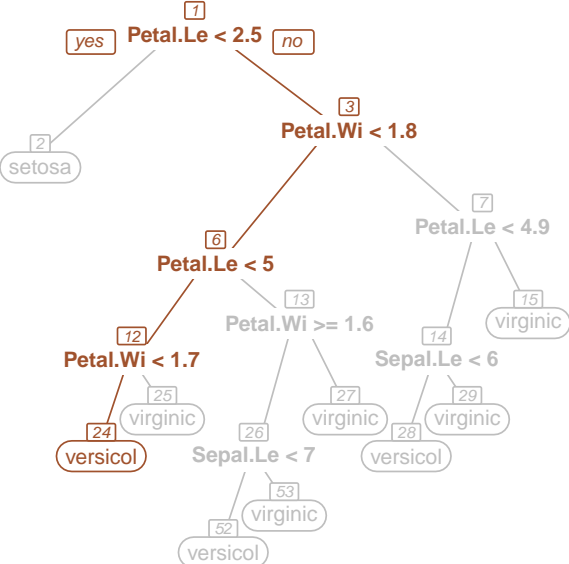 1
yes Petal.Le < 2.5 no
3
Petal.Wi < 1.8
2
setosa
7
Petal.Le < 4.9
6
Petal.Le < 5
13
Petal.Wi >= 1.6
15
virginic
12
Petal.Wi < 1.7
14
Sepal.Le < 6
25
virginic
27
virginic
29
virginic
24
versicol
26
Sepal.Le < 7
28
versicol
53
virginic
52
versicol